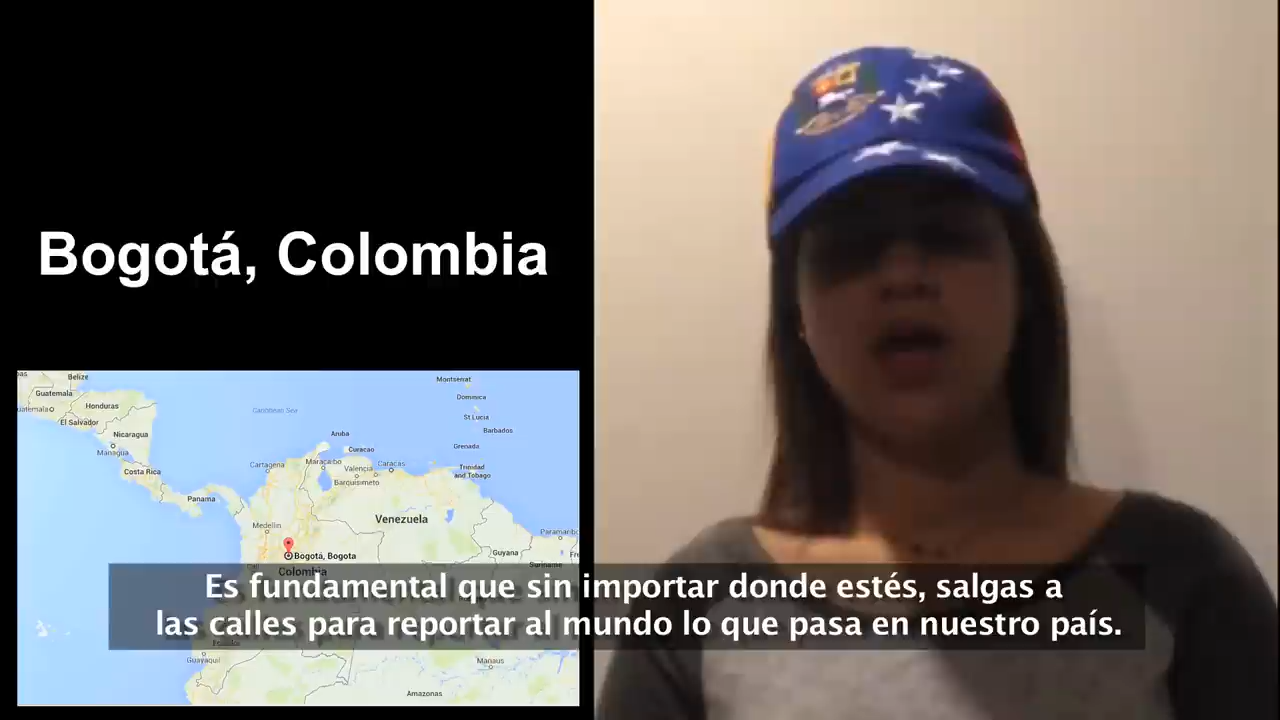 Bogotá, Colombia
Belize
Montserrat
Guatemala
Dominica
Honduras
Caribbean Sea
El Salvador
St Lucia
Nicaragua
Barbados
Aruba
Managua
Curacao
Grenada
Cartagena
Maracaibo
Valencia
Caracas
Trinidad
and Tobago
Costa Rica
Barquisimeto
Panama
Medellin
Venezuela
Paramaribo
Bogotá, Bogota
Guyana
Colombia
Suriname
Es fundamental que sin importar donde estés, salgas a
las calles para reportar al mundo lo que pasa en nuestro país.
Guayaquil
Manaus
Amazonas